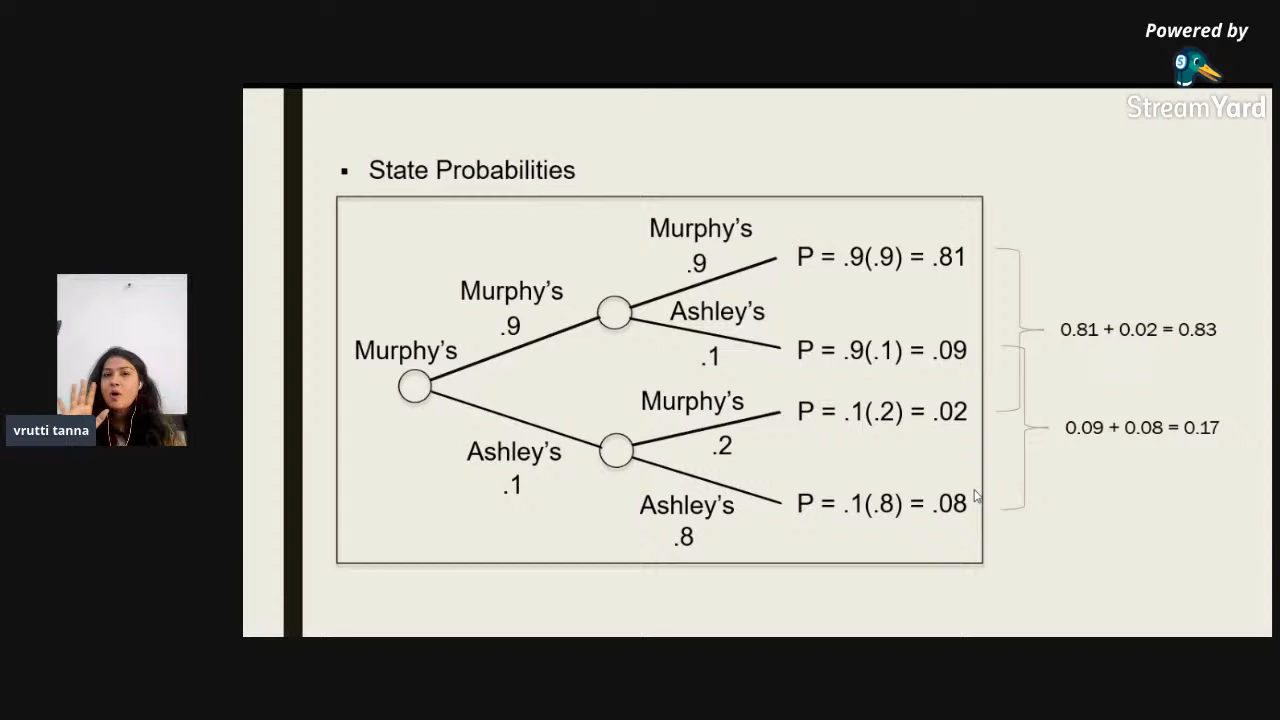 Powered by
StreamYard
▪ State Probabilities
Murphy's
.9
P = .9(.9) = .81
Murphy's
.9
Ashley's
.1
P = .9(.1) = .09
0.81 + 0.02 = 0.83
Murphy's
Murphy's
.2
P = .1(.2) = .02
Ashley's
.1
0.09 + 0.08 = 0.17
Ashley's
.8
P = .1(.8) = .08
vrutti tanna